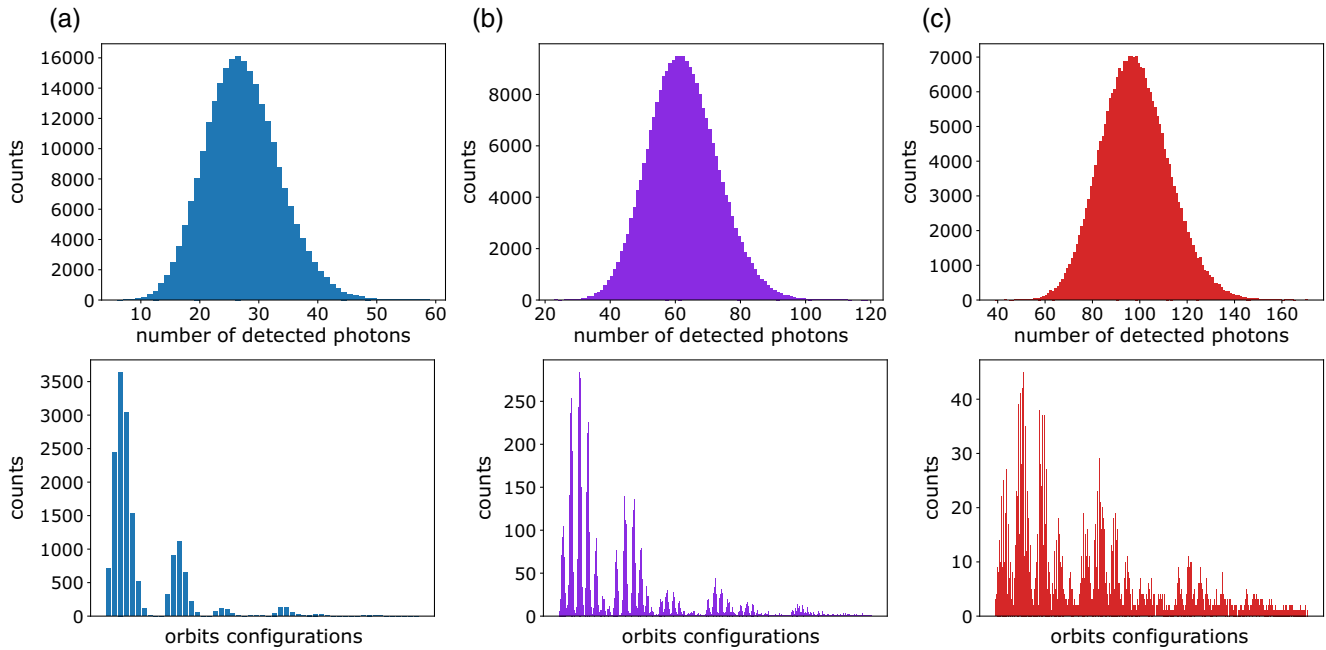 (a)
counts
16000
14000
12000
10000
8000
6000
4000
2000
0
10 20 30 40 50 60
number of detected photons
(b)
counts
8000
6000
4000
2000
0
20 40 60 80 100 120
number of detected photons
(c)
counts
7000
6000
5000
4000
3000
2000
1000
0
40 60 80 100 120 140 160
number of detected photons
counts
3500
3000
2500
2000
1500
1000
500
0
orbits configurations
counts
250
200
150
100
50
0
orbits configurations
counts
40
30
20
10
0
orbits configurations